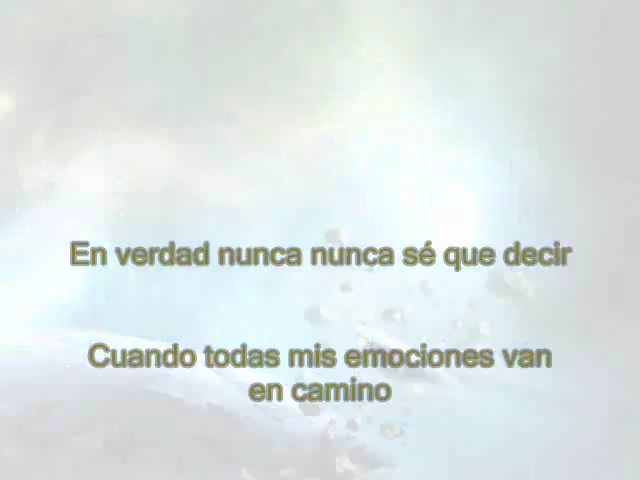 En verdad nunca nunca sé que decir
Cuando todas mis emociones van
en camino